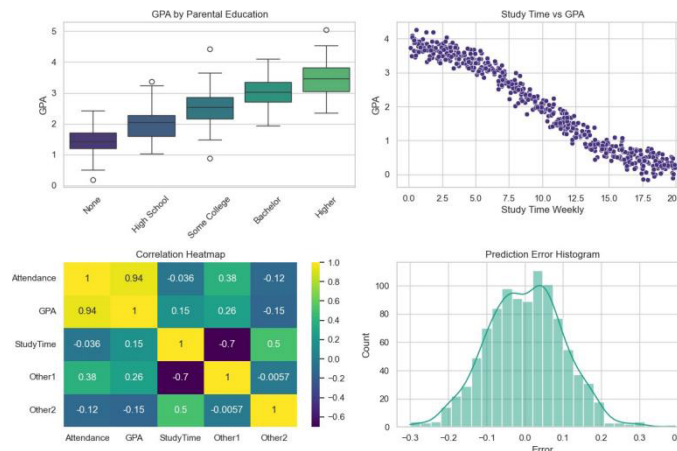 GPA by Parental Education
5
4
3
2
1
0
GPA
None
High School
Some College
Bachelor
Higher
Time vs GPA
Study Time vs GPA
4
3
2
1
0
GPA
0.0 2.5 5.0 7.5 10.0 12.5 15.0 17.5 20
Study Time Weekly
Correlation Heatmap
Attendance 1 0.94 -0.036 0.38 -0.12
GPA 0.94 1 0.15 0.26 -0.15
StudyTime -0.036 0.15 1 -0.7 0.5
Other1 0.38 0.26 -0.7 1 -0.0057
Other2 -0.12 -0.15 0.5 -0.0057 1
Attendance GPA StudyTime Other1 Other2
1.0
0.8
0.6
0.4
0.2
0.0
-0.2
-0.4
-0.6
Prediction Error Histogram
100
80
60
40
20
0
Count
-0.3 -0.2 -0.1 0.0 0.1 0.2 0.3
Error